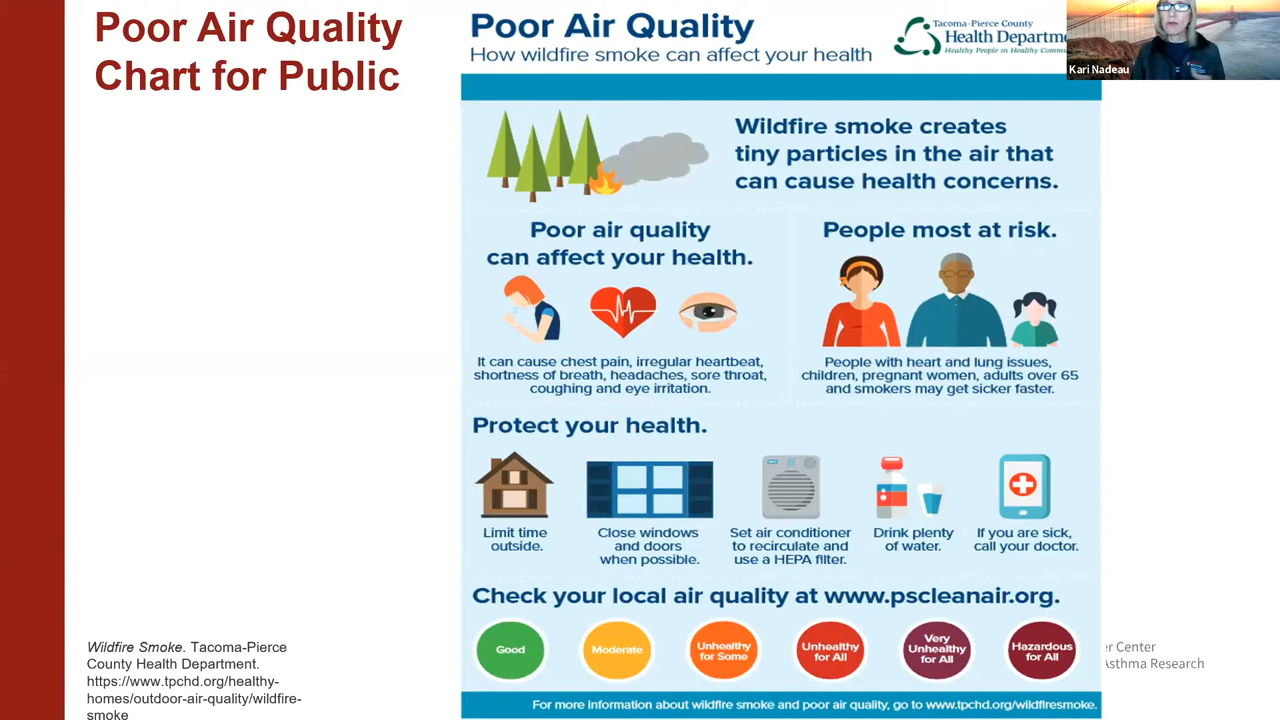 Poor Air Quality
Chart for Public
Poor Air Quality
How wildfire smoke can affect your health
Tacoma-Pierce County
Health
Healthy People in Healthy
Kari Nadeau
Wildfire smoke creates
tiny particles in the air that
can cause health concerns.
Poor air quality
can affect your health.
It can cause chest pain, irregular heartbeat,
shortness of breath, headaches, sore throat,
coughing and eye irritation.
People most at risk.
People with heart and lung issues,
children, pregnant women, adults over 65
and smokers may get sicker faster.
Protect your health.
Limit time
outside.
Close windows
and doors
when possible.
Set air conditioner
to recirculate and
use a HEPA filter.
Drink plenty
of water.
If you are sick,
call your doctor.
Check your local air quality at www.pscleanair.org.
Good
Moderate
Unhealthy
for Some
Unhealthy
for All
Very
Unhealthy
for All
Hazardous
for All
For more information about wildfire smoke and poor air quality, go to www.tpchd.org/wildfiresmoke.
Wildfire Smoke. Tacoma-Pierce
County Health Department.
https://www.tpchd.org/healthy-
homes/outdoor-air-quality/wildfire-
smoke
Center
Asthma Research